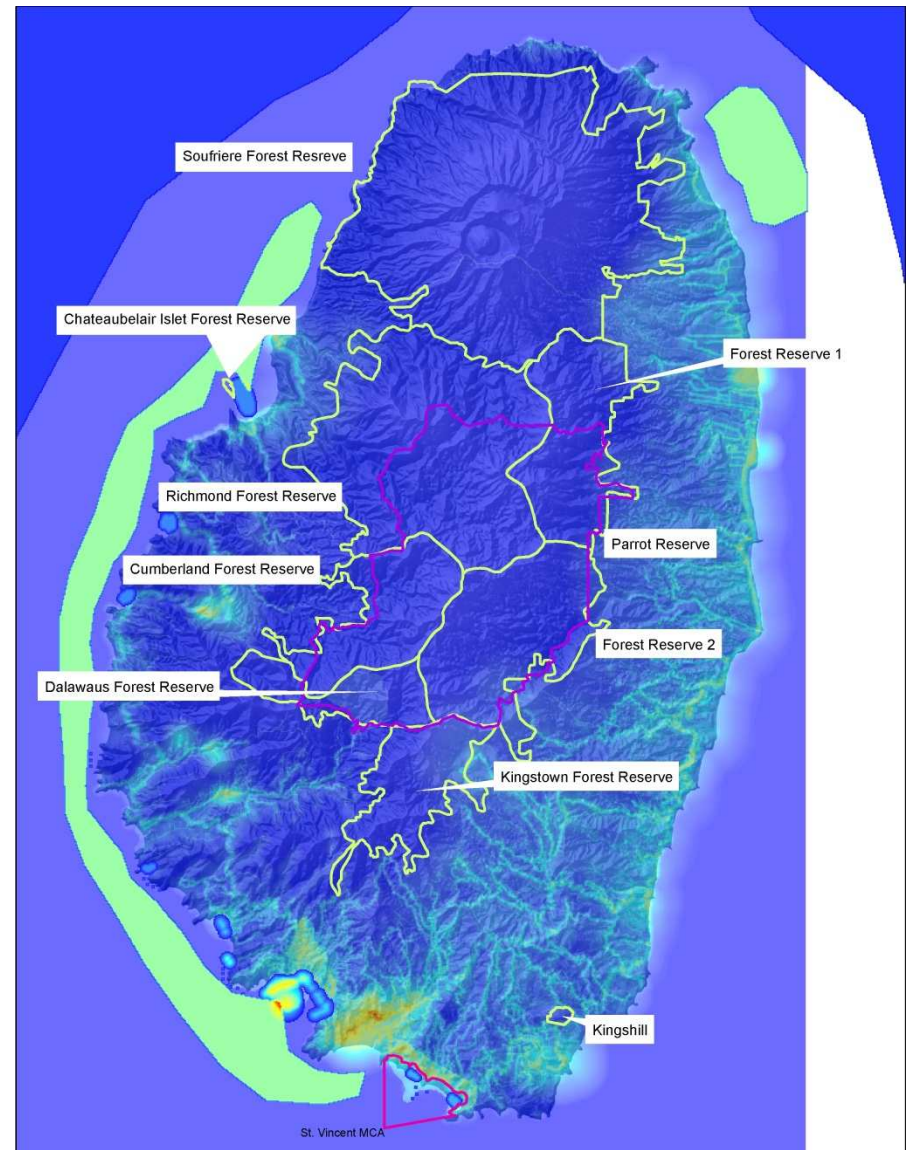 Soufriere Forest Resreve
Chateaubelair Islet Forest Reserve
Forest Reserve 1
Richmond Forest Reserve
Parrot Reserve
Cumberland Forest Reserve
Forest Reserve 2
Dalawaus Forest Reserve
Kingstown Forest Reserve
Kingshill
St. Vincent MCA